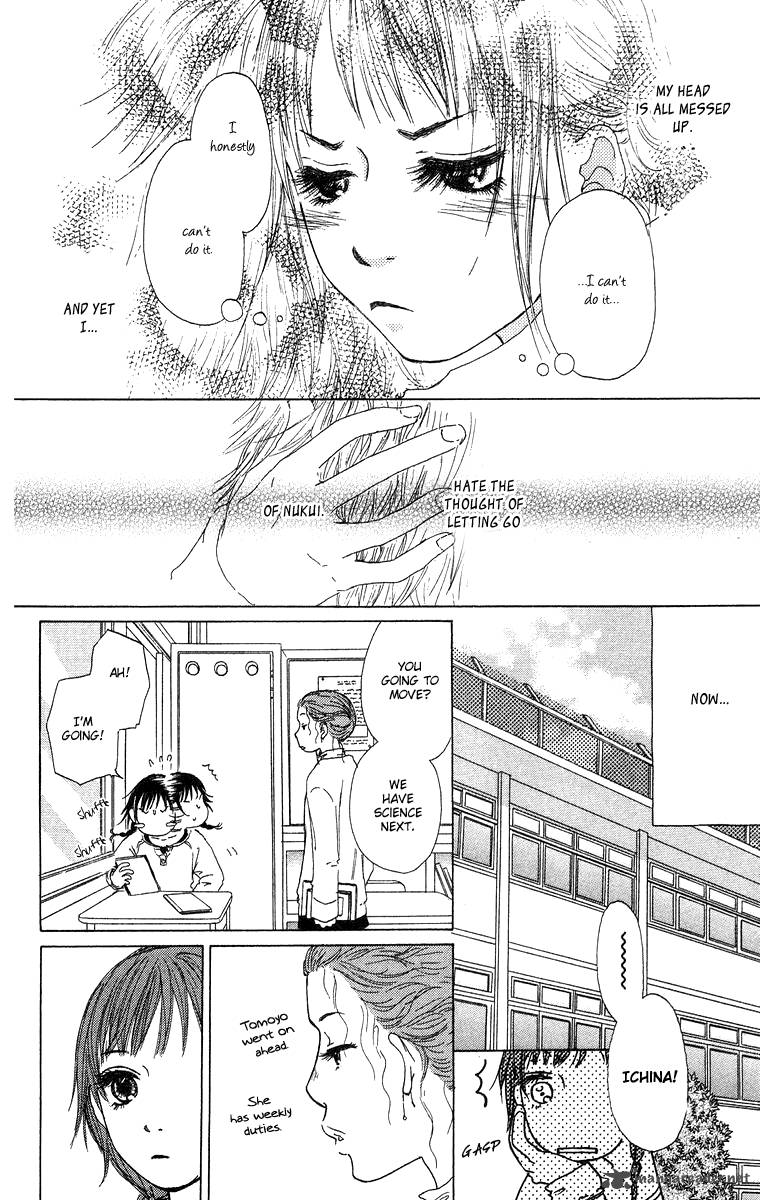 MY HEAD
IS ALL MESSED
UP.
...I can't
do it...
I
honestly
can't
do it.
AND YET
I...
HATE THE
THOUGHT OF
LETTING GO
OF NUKUI.
NOW...
ICHINA!
GASP
YOU
GOING TO
MOVE?
WE
HAVE
SCIENCE
NEXT.
AH!
I'M
GOING!
Shufft
Shufft
Tomoyo
went on
ahead.
She
has weekly
duties.